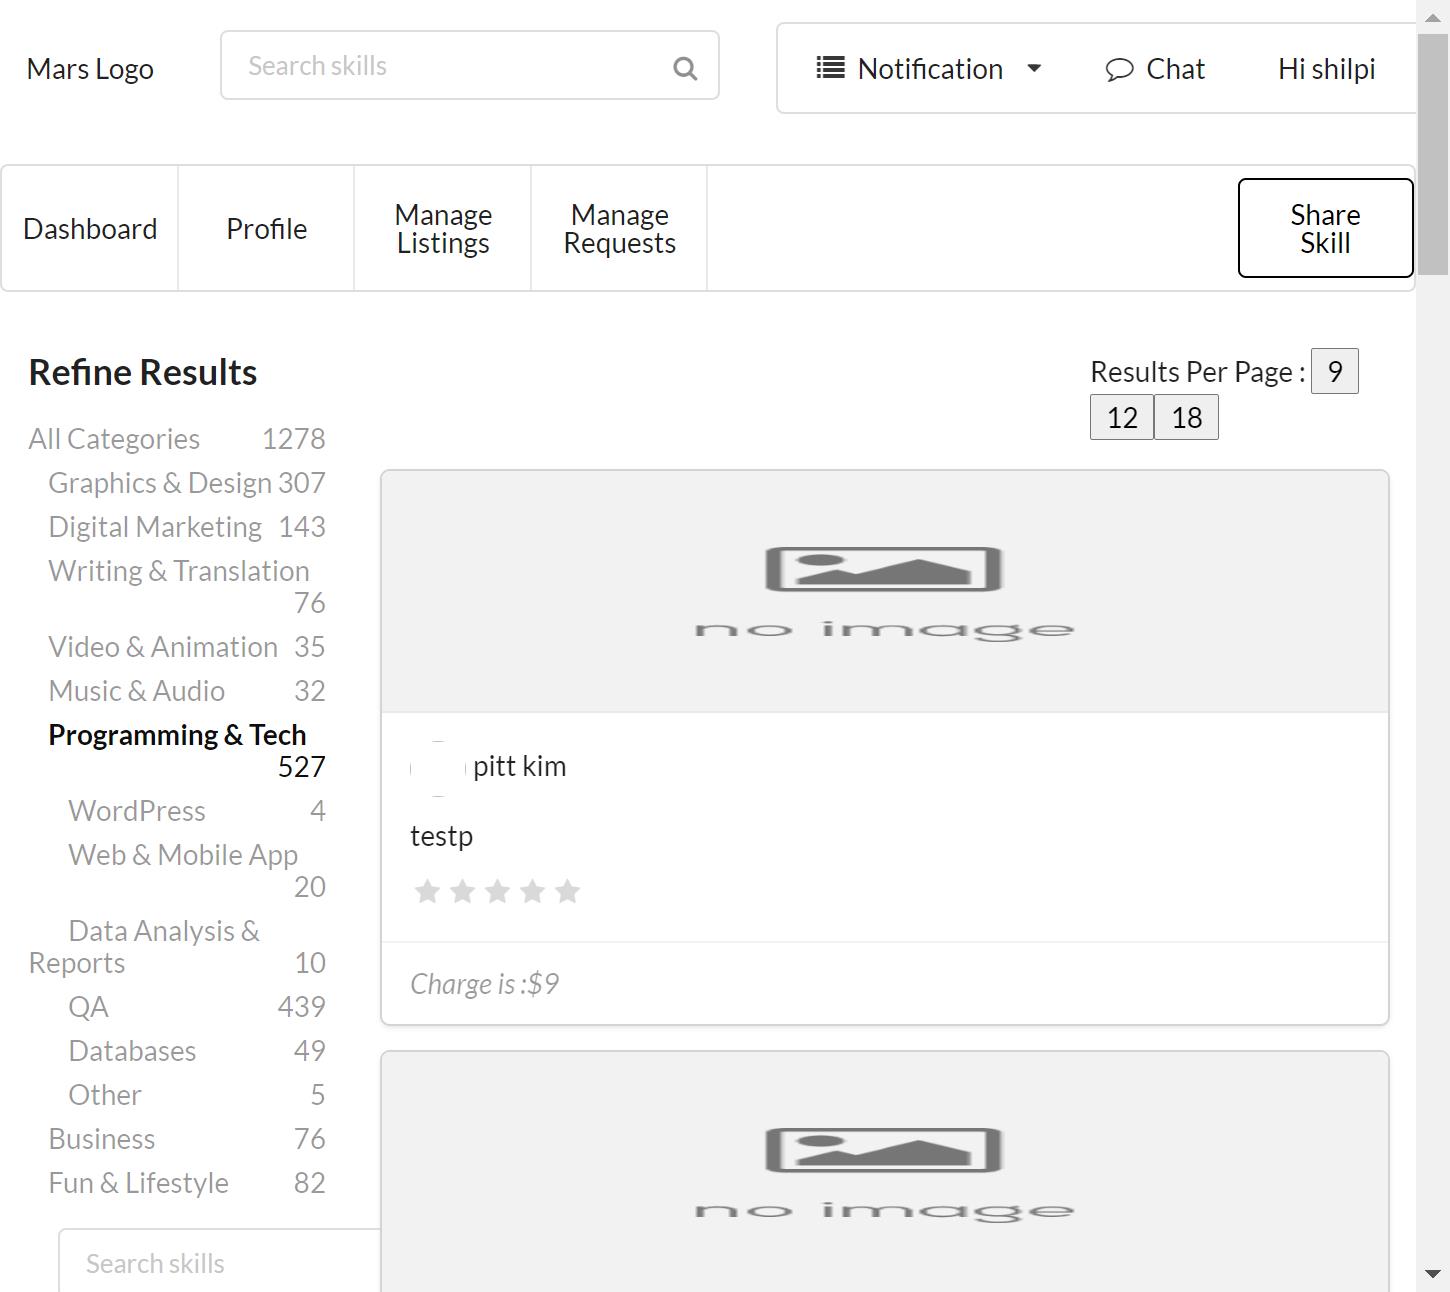 Mars Logo
Search skills
Notification
Chat
Hi shilpi
Dashboard
Profile
Manage
Listings
Manage
Requests
Share
Skill
Refine Results
Results Per Page : 9
12 18
All Categories 1278
Graphics & Design 307
Digital Marketing 143
Writing & Translation
76
Video & Animation 35
Music & Audio 32
Programming & Tech
527
WordPress 4
Web & Mobile App
20
Data Analysis &
Reports 10
QA 439
Databases 49
Other 5
Business 76
Fun & Lifestyle 82
Search skills
no image
pitt kim
testp
Charge is :$9
no image